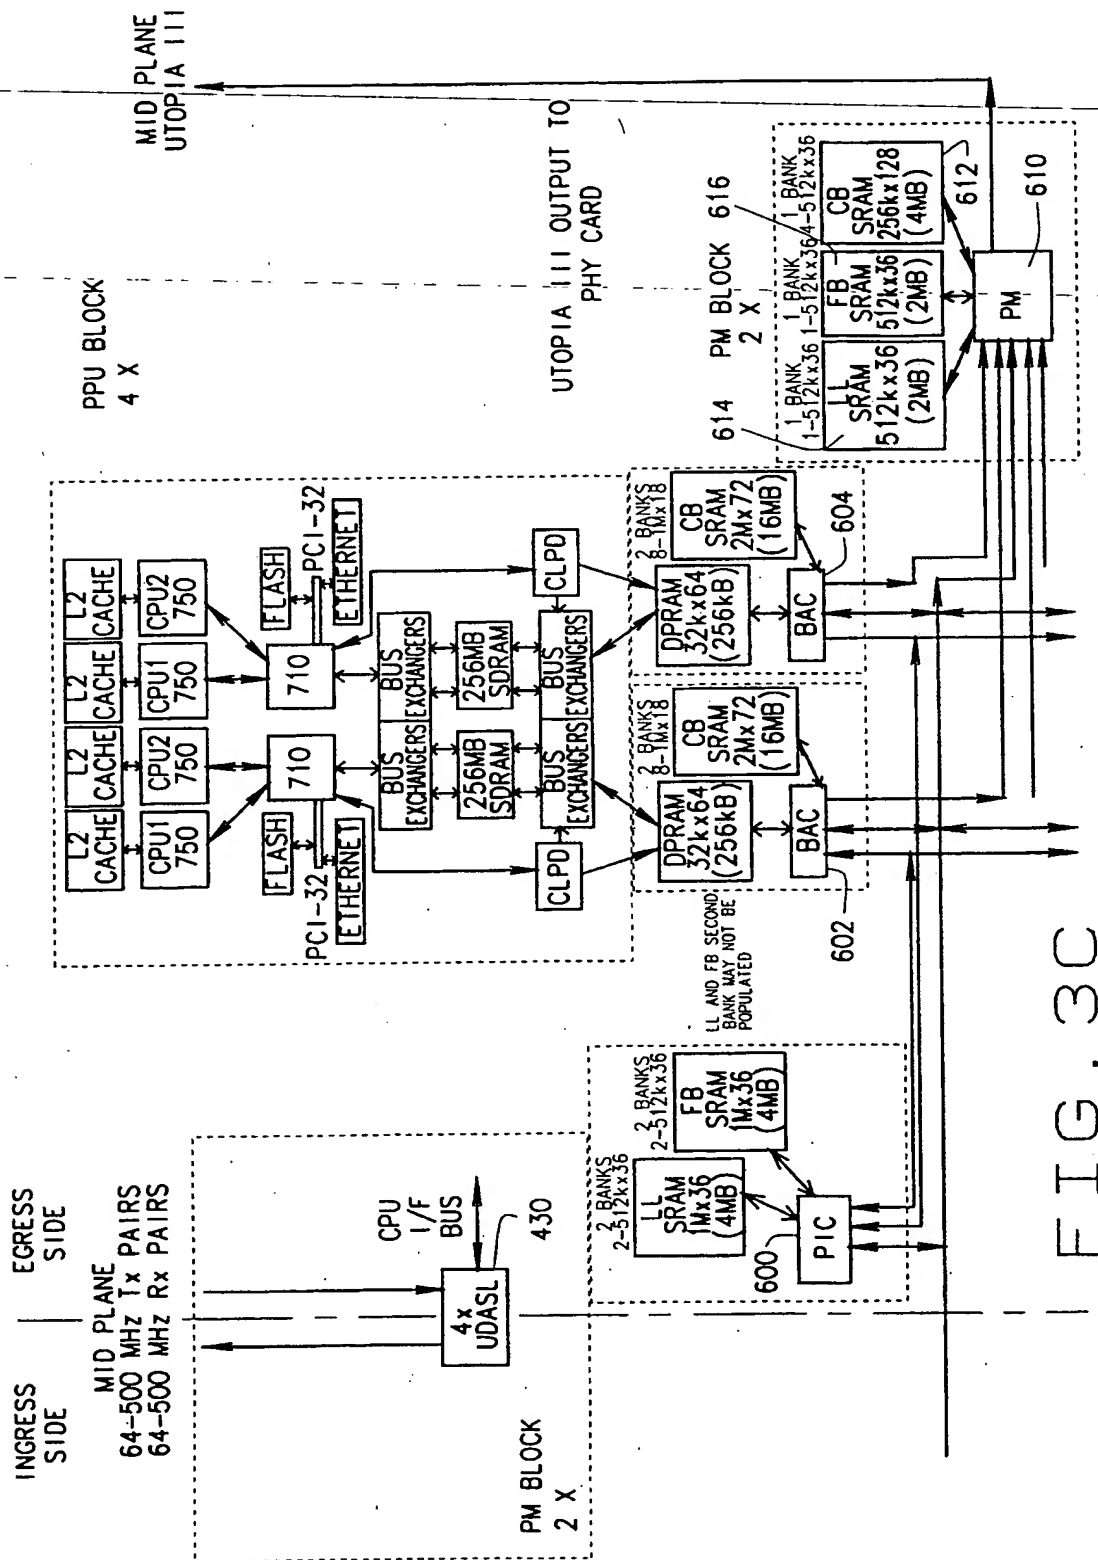 INGRESS
SIDE
EGRESS
SIDE
MID PLANE
64-500 MHz Tx PAIRS
64-500 MHz Rx PAIRS
CPU
I/F
BUS
430
4x
UDASL
PM BLOCK
2 X
L2
CACHE
L2
CACHE
L2
CACHE
L2
CACHE
CPU1
750
CPU2
750
CPU1
750
CPU2
750
FLASH
PCI-32
ETHERNET
710
710
FLASH
PCI-32
ETHERNET
BUS
EXCHANGERS
BUS
EXCHANGERS
256MB
SDRAM
256MB
SDRAM
CLPD
BUS
EXCHANGERS
BUS
EXCHANGERS
CLPD
PPU BLOCK
4 X
MID PLANE
UTOPIA III
UTOPIA III OUTPUT TO
PHY CARD
2 BANKS
2-512kx36
LL
SRAM
1Mx36
(4MB)
2 BANKS
2-512kx36
FB
SRAM
1Mx36
(4MB)
600
PIC
LL AND FB SECOND
BANK MAY NOT BE
POPULATED
DPRAM
32kx64
(256kB)
2 BANKS
8-1Mx18
CB
SRAM
2Mx72
(16MB)
BAC
602
DPRAM
32kx64
(256kB)
2 BANKS
8-1Mx18
CB
SRAM
2Mx72
(16MB)
BAC
604
614
PM BLOCK
2 X
616
1 BANK
1-512kx36
LL
SRAM
512kx36
(2MB)
1 BANK
1-512kx36
FB
SRAM
512kx36
(2MB)
1 BANK
4-512kx36
CB
SRAM
256kx128
(4MB)
612
PM
610
FIG. 3C